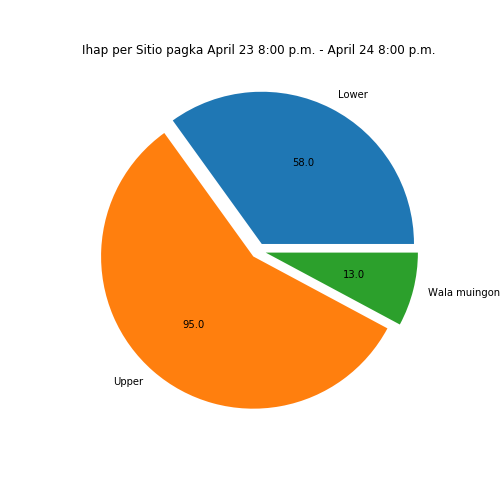 Ihap per Sitio pagka April 23 8:00 p.m. - April 24 8:00 p.m.
Lower
58.0
13.0
Wala muingon
95.0
Upper